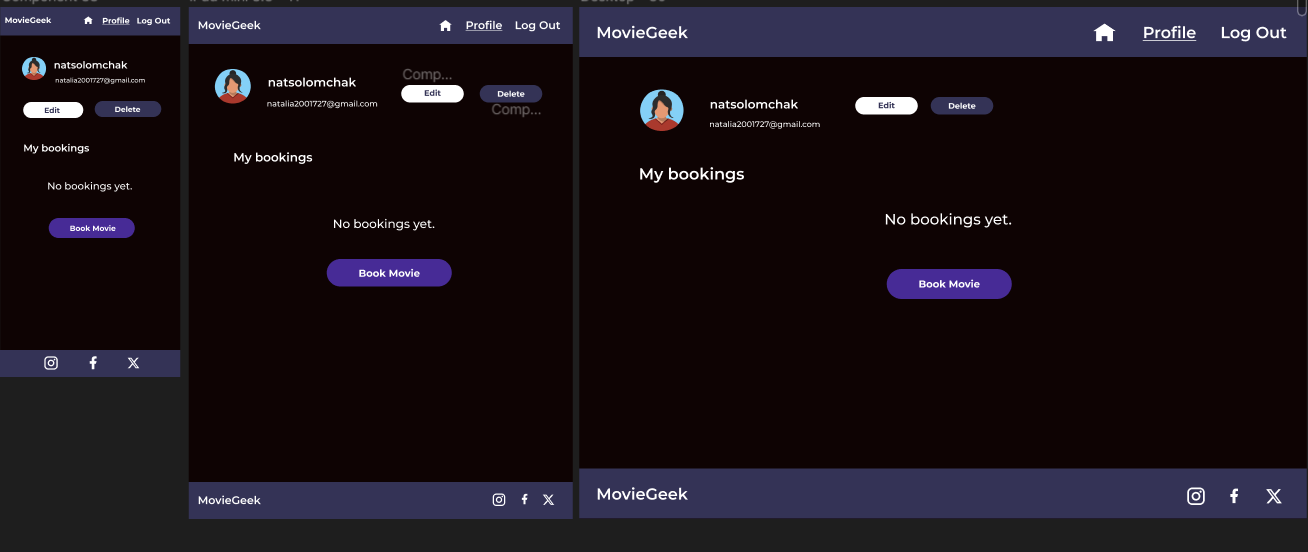 MovieGeek Profile Log Out
natsolomchak
natalia2001727@gmail.com
Edit Delete
My bookings
No bookings yet.
Book Movie
MovieGeek Profile Log Out
Comp...
natsolomchak
Edit Delete
natalia2001727@gmail.com
Comp...
My bookings
No bookings yet.
Book Movie
MovieGeek
MovieGeek Profile Log Out
natsolomchak
Edit Delete
natalia2001727@gmail.com
My bookings
No bookings yet.
Book Movie
MovieGeek